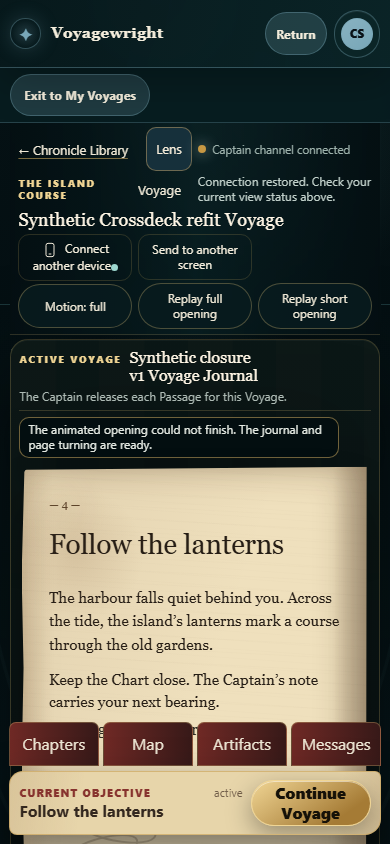 Voyagewright
Return
CS
Exit to My Voyages
← Chronicle Library
Lens
Captain channel connected
THE ISLAND
COURSE
Voyage
Connection restored. Check your
current view status above.
Synthetic Crossdeck refit Voyage
Connect
another device
Send to another
screen
Motion: full
Replay full
opening
Replay short
opening
ACTIVE VOYAGE
Synthetic closure
v1 Voyage Journal
The Captain releases each Passage for this Voyage.
The animated opening could not finish. The journal and
page turning are ready.
— 4 —
Follow the lanterns
The harbour falls quiet behind you. Across
the tide, the island’s lanterns mark a course
through the old gardens.
Keep the Chart close. The Captain’s note
carries your next bearing.
Chapters
Map
Artifacts
Messages
CURRENT OBJECTIVE
active
Follow the lanterns
Continue
Voyage